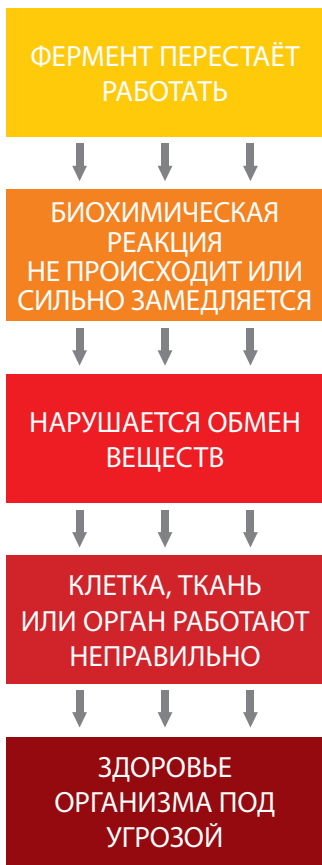 ФЕРМЕНТ ПЕРЕСТАЁТ
РАБОТАТЬ
БИОХИМИЧЕСКАЯ
РЕАКЦИЯ
НЕ ПРОИСХОДИТ ИЛИ
СИЛЬНО ЗАМЕДЛЯЕТСЯ
НАРУШАЕТСЯ ОБМЕН
ВЕЩЕСТВ
КЛЕТКА, ТКАНЬ
ИЛИ ОРГАН РАБОТАЮТ
НЕПРАВИЛЬНО
ЗДОРОВЬЕ
ОРГАНИЗМА ПОД
УГРОЗОЙ